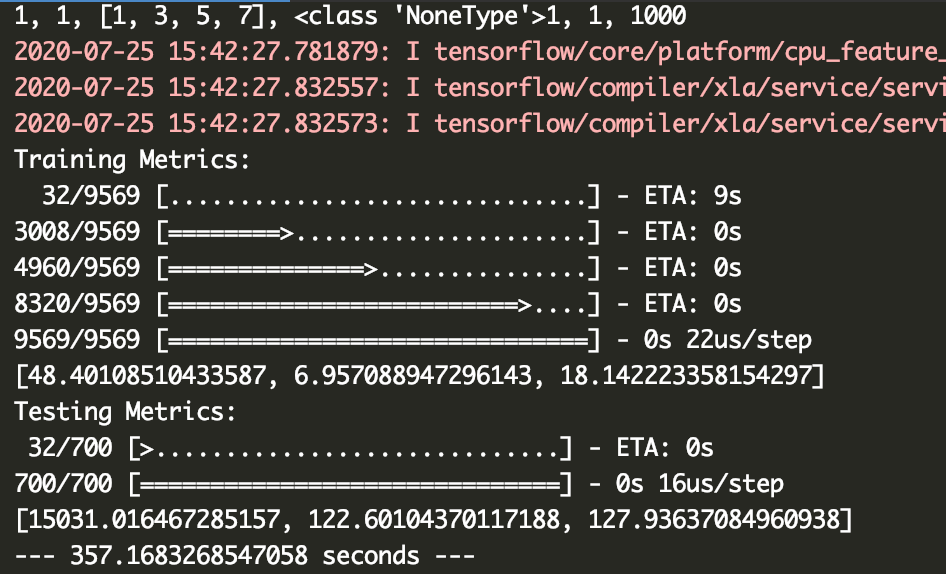 1, 1, [1, 3, 5, 7], <class 'NoneType'>1, 1, 1000
2020-07-25 15:42:27.781879: I tensorflow/core/platform/cpu_feature_
2020-07-25 15:42:27.832557: I tensorflow/compiler/xla/service/servi
2020-07-25 15:42:27.832573: I tensorflow/compiler/xla/service/servi
Training Metrics:
  32/9569 [..............................] - ETA: 9s
3008/9569 [========>.....................] - ETA: 0s
4960/9569 [==============>...............] - ETA: 0s
8320/9569 [=========================>....] - ETA: 0s
9569/9569 [==============================] - 0s 22us/step
[48.40108510433587, 6.957088947296143, 18.142223358154297]
Testing Metrics:
 32/700 [>.............................] - ETA: 0s
700/700 [==============================] - 0s 16us/step
[15031.016467285157, 122.60104370117188, 127.93637084960938]
--- 357.1683268547058 seconds ---